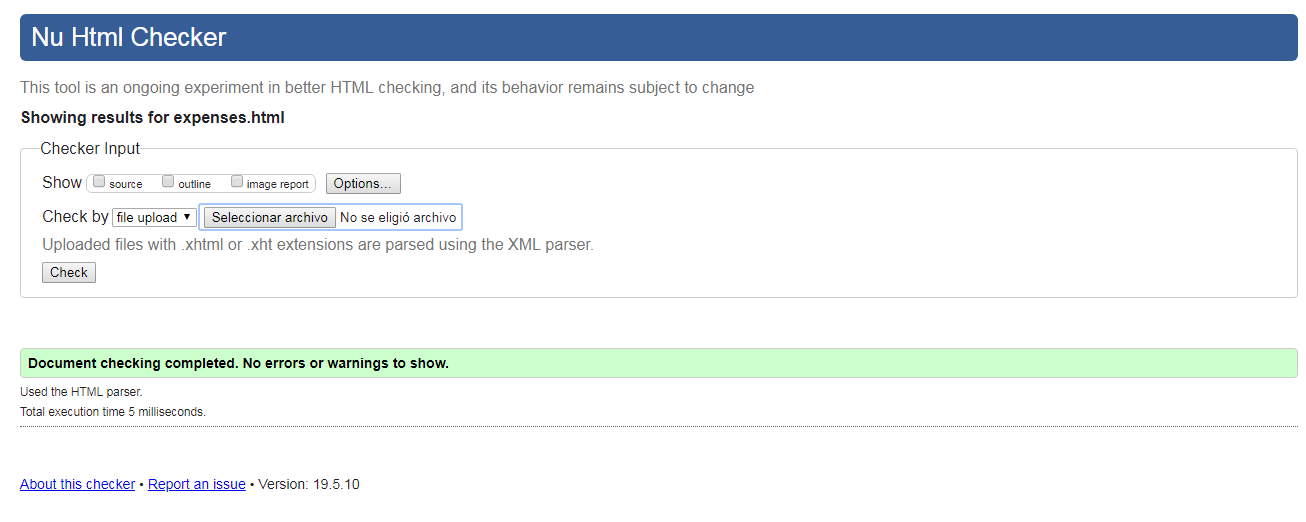 Nu Html Checker
This tool is an ongoing experiment in better HTML checking, and its behavior remains subject to change
Showing results for expenses.html
Checker Input
Show source outline image report Options...
Check by file upload Seleccionar archivo No se eligió archivo
Uploaded files with .xhtml or .xht extensions are parsed using the XML parser.
Check
Document checking completed. No errors or warnings to show.
Used the HTML parser.
Total execution time 5 milliseconds.
About this checker • Report an issue • Version: 19.5.10